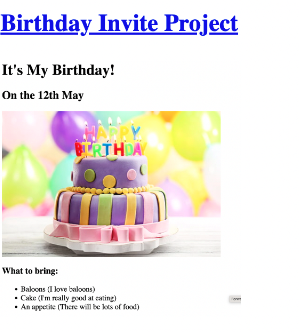 Birthday Invite Project
It's My Birthday!
On the 12th May
HAPPY
BIRTHDAY
What to bring:
Baloons (I love baloons)
Cake (I'm really good at eating)
An appetite (There will be lots of food)